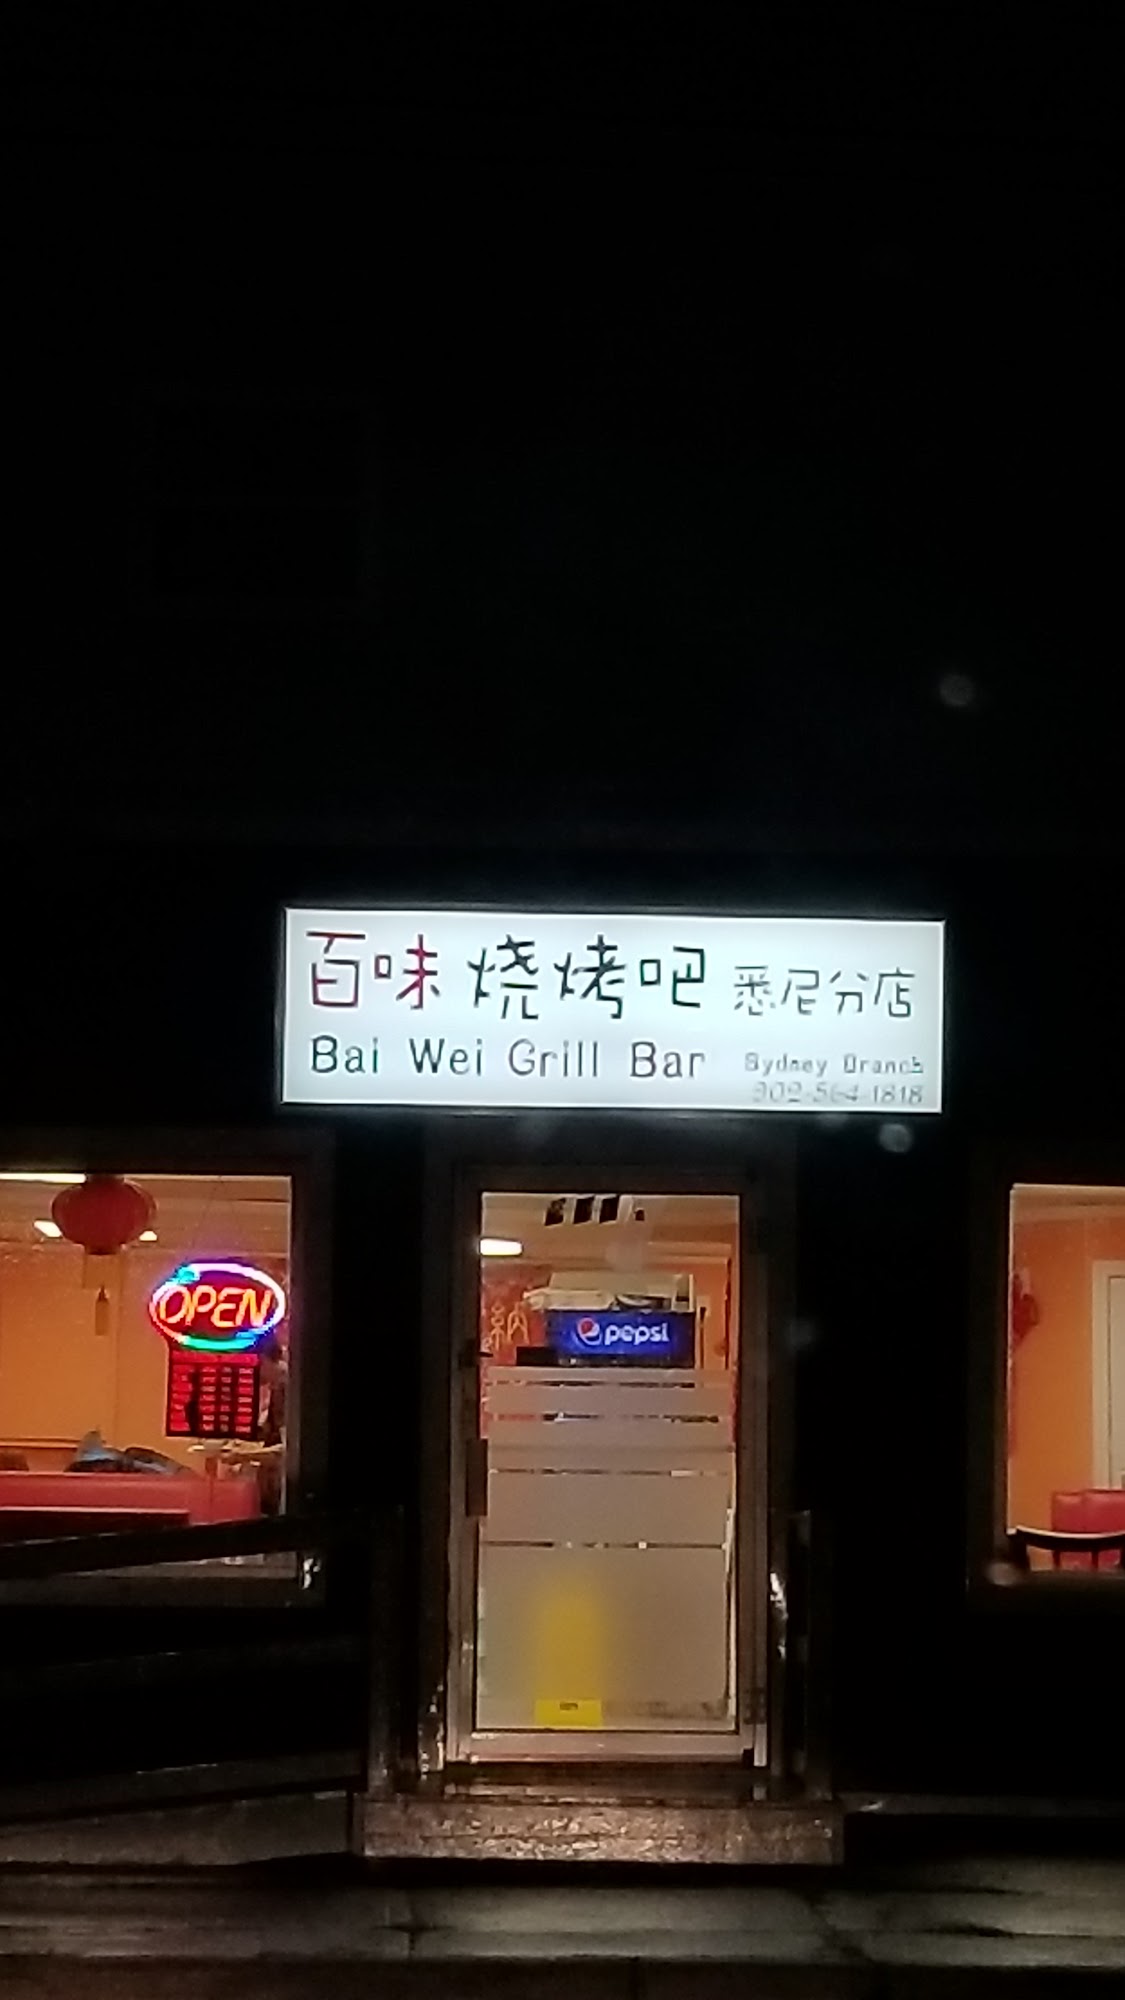 百味烧烤吧 悉尼分店
Bai Wei Grill Bar
Sydney Branch
902-564-1818
OPEN
pepsi